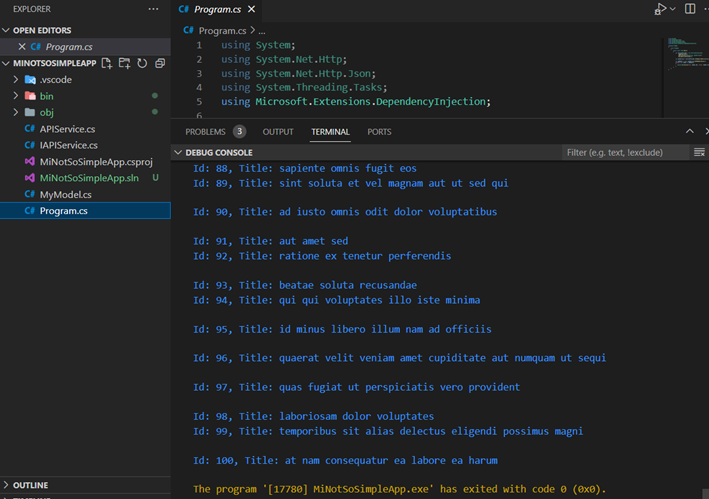 EXPLORER
OPEN EDITORS
Program.cs
MINOTSOSIMPLEAPP
.vscode
bin
obj
APIService.cs
IAPIService.cs
MiNotSoSimpleApp.csproj
MiNotSoSimpleApp.sln U
MyModel.cs
Program.cs
OUTLINE
Program.cs
Program.cs > ...
1 using System;
2 using System.Net.Http;
3 using System.Net.Http.Json;
4 using System.Threading.Tasks;
5 using Microsoft.Extensions.DependencyInjection;
6
PROBLEMS 3 OUTPUT TERMINAL PORTS
DEBUG CONSOLE Filter (e.g. text, !exclude)
Id: 88, Title: sapiente omnis fugit eos
Id: 89, Title: sint soluta et vel magnam aut ut sed qui
Id: 90, Title: ad iusto omnis odit dolor voluptatibus
Id: 91, Title: aut amet sed
Id: 92, Title: ratione ex tenetur perferendis
Id: 93, Title: beatae soluta recusandae
Id: 94, Title: qui qui voluptates illo iste minima
Id: 95, Title: id minus libero illum nam ad officiis
Id: 96, Title: quaerat velit veniam amet cupiditate aut numquam ut sequi
Id: 97, Title: quas fugiat ut perspiciatis vero provident
Id: 98, Title: laboriosam dolor voluptates
Id: 99, Title: temporibus sit alias delectus eligendi possimus magni
Id: 100, Title: at nam consequatur ea labore ea harum
The program '[17780] MiNotSoSimpleApp.exe' has exited with code 0 (0x0).